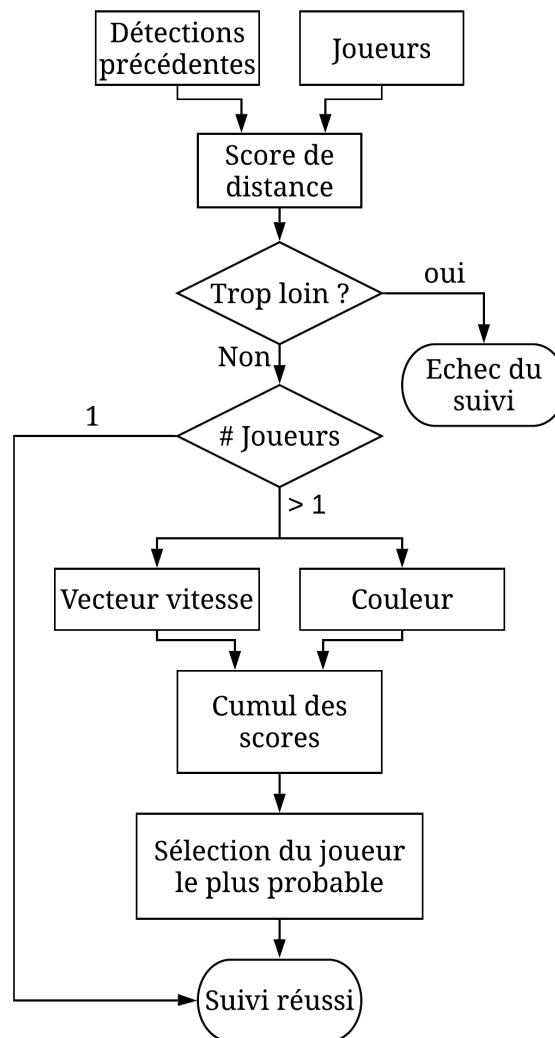 Détections
précédentes
Joueurs
Score de
distance
Trop loin ?
oui
Non
Echec du
suivi
1
# Joueurs
> 1
Vecteur vitesse
Couleur
Cumul des
scores
Sélection du joueur
le plus probable
Suivi réussi